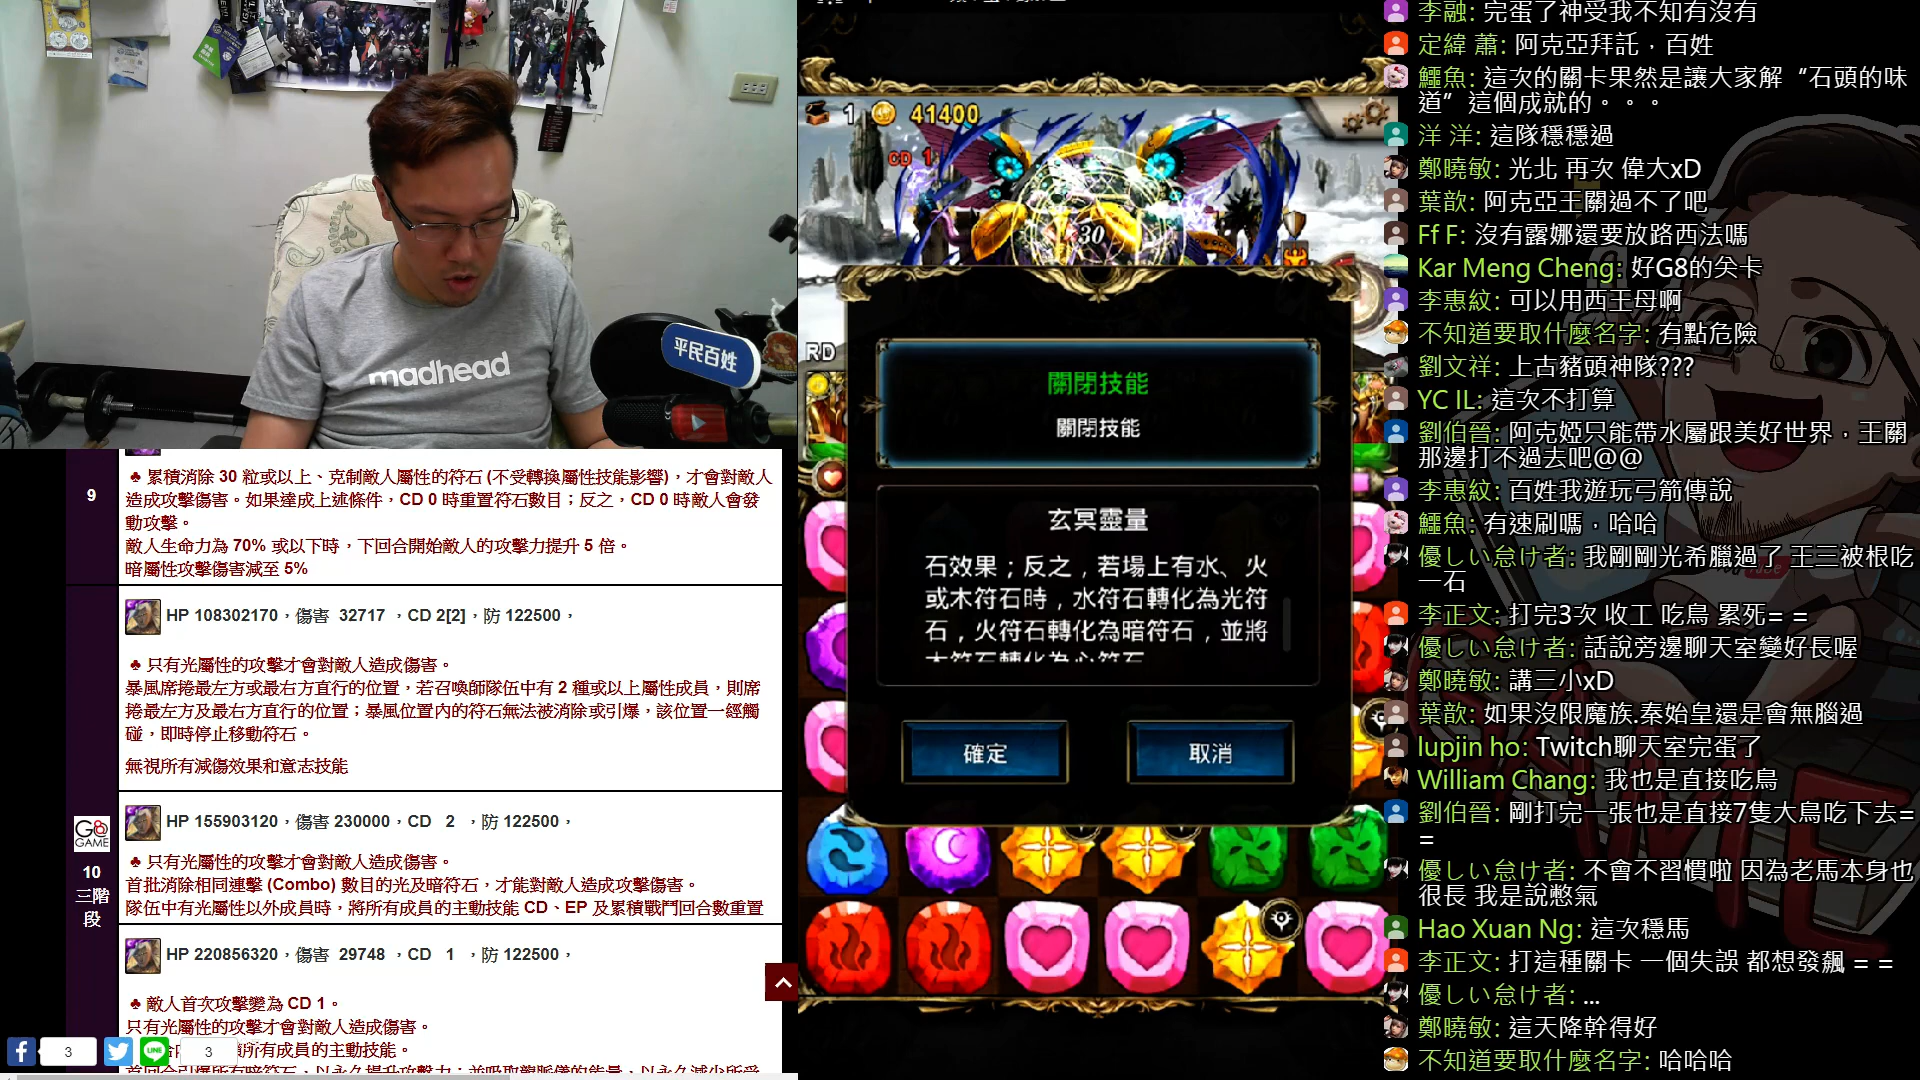 madhead
平民百姓
9
♣ 累積消除 30 粒或以上、克制敵人屬性的符石 (不受轉換屬性技能影響)，才會對敵人
造成攻擊傷害。如果達成上述條件，CD 0 時重置符石數目；反之，CD 0 時敵人會發
動攻擊。
敵人生命力為 70% 或以下時，下回合開始敵人的攻擊力提升 5 倍。
暗屬性攻擊傷害減至 5%
HP 108302170，傷害 32717 ，CD 2[2]，防 122500，
♣ 只有光屬性的攻擊才會對敵人造成傷害。
暴風席捲最左方或最右方直行的位置，若召喚師隊伍中有 2 種或以上屬性成員，則席
捲最左方及最右方直行的位置；暴風位置內的符石無法被消除或引爆，該位置一經觸
碰，即時停止移動符石。
無視所有減傷效果和意志技能
G8
GAME
10
三階
段
HP 155903120，傷害 230000，CD 2 ，防 122500，
♣ 只有光屬性的攻擊才會對敵人造成傷害。
首批消除相同連擊 (Combo) 數目的光及暗符石，才能對敵人造成攻擊傷害。
隊伍中有光屬性以外成員時，將所有成員的主動技能 CD、EP 及累積戰鬥回合數重置
HP 220856320，傷害 29748 ，CD 1 ，防 122500，
♣ 敵人首次攻擊變為 CD 1。
只有光屬性的攻擊才會對敵人造成傷害。
所有成員的主動技能。
3
LINE
3
1
41400
CD 1
30
RD
關閉技能
關閉技能
玄冥靈量
石效果；反之，若場上有水、火
或木符石時，水符石轉化為光符
石，火符石轉化為暗符石，並將
木符石轉化為心符石
確定
取消
李融: 完蛋了神受我不知有沒有
定緯 蕭: 阿克亞拜託，百姓
鱷魚: 這次的關卡果然是讓大家解“石頭的味
道”這個成就的。。。
洋 洋: 這隊穩穩過
鄭曉敏: 光北 再次 偉大xD
葉歆: 阿克亞王關過不了吧
Ff F: 沒有露娜還要放路西法嗎
Kar Meng Cheng: 好G8的关卡
李惠紋: 可以用西王母啊
不知道要取什麼名字: 有點危險
劉文祥: 上古豬頭神隊???
YC IL: 這次不打算
劉伯晉: 阿克婭只能帶水屬跟美好世界，王關
那邊打不過去吧@@
李惠紋: 百姓我遊玩弓箭傳說
鱷魚: 有速刷嗎，哈哈
優しい怠け者: 我剛剛光希臘過了 王三被根吃
一石
李正文: 打完3次 收工 吃鳥 累死= =
優しい怠け者: 話說旁邊聊天室變好長喔
鄭曉敏: 講三小xD
葉歆: 如果沒限魔族.秦始皇還是會無腦過
lupjin ho: Twitch聊天室完蛋了
William Chang: 我也是直接吃鳥
劉伯晉: 剛打完一張也是直接7隻大鳥吃下去=
=
優しい怠け者: 不會不習慣啦 因為老馬本身也
很長 我是說憋氣
Hao Xuan Ng: 這次穩馬
李正文: 打這種關卡 一個失誤 都想發飆 = =
優しい怠け者: ...
鄭曉敏: 這天降幹得好
不知道要取什麼名字: 哈哈哈